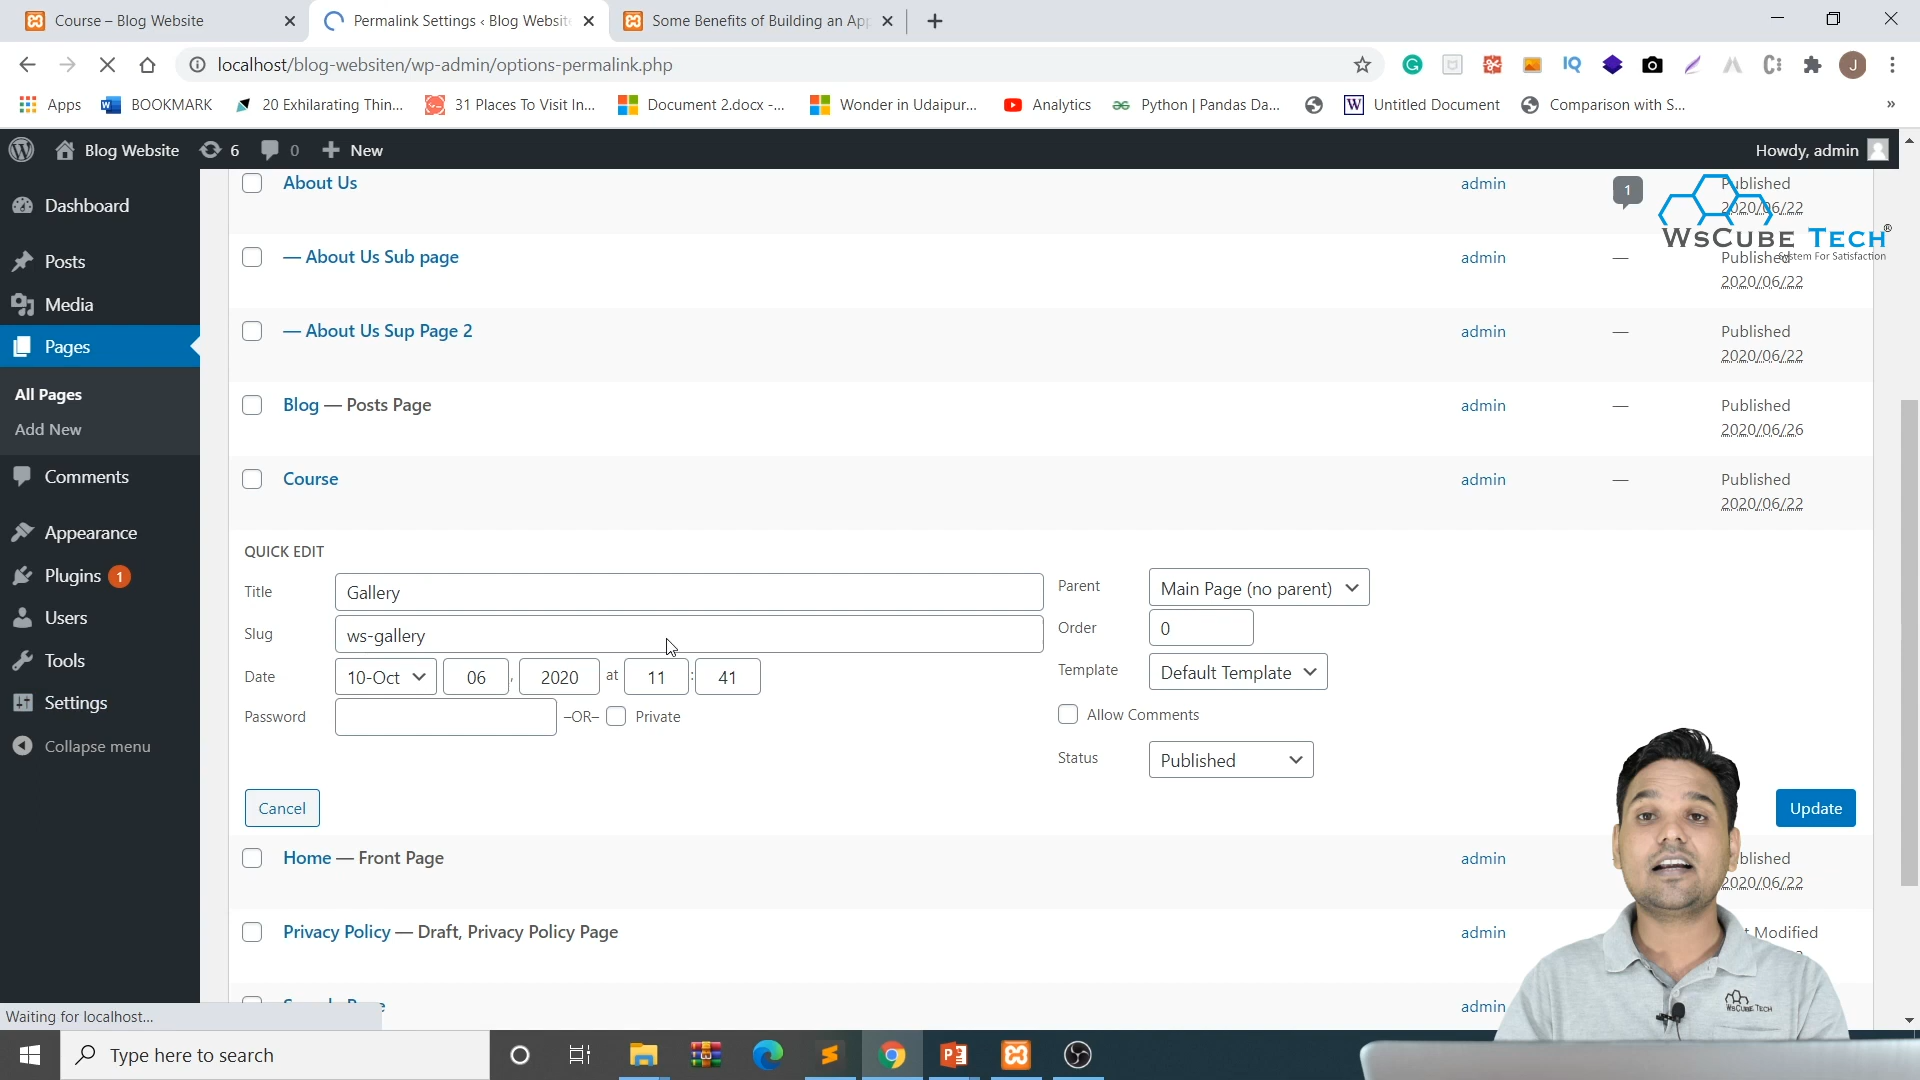 Course – Blog Website
Permalink Settings ‹ Blog Websit
Some Benefits of Building an App
localhost/blog-websiten/wp-admin/options-permalink.php
J
Apps
BOOKMARK
20 Exhilarating Thin...
31 Places To Visit In...
Document 2.docx -...
Wonder in Udaipur...
Analytics
Python | Pandas Da...
Untitled Document
Comparison with S...
Blog Website
6
0
New
Howdy, admin
Dashboard
Posts
Media
Pages
All Pages
Add New
Comments
Appearance
Plugins 1
Users
Tools
Settings
Collapse menu
About Us
admin
1
Published
2020/06/22
WsCube Tech®
System For Satisfaction
— About Us Sub page
admin
—
Published
2020/06/22
— About Us Sup Page 2
admin
—
Published
2020/06/22
Blog — Posts Page
admin
—
Published
2020/06/26
Course
admin
—
Published
2020/06/22
QUICK EDIT
Title
Gallery
Slug
ws-gallery
Date
10-Oct
06
,
2020
at
11
:
41
Password
–OR–
Private
Parent
Main Page (no parent)
Order
0
Template
Default Template
Allow Comments
Status
Published
Cancel
Update
Home — Front Page
admin
blished
2020/06/22
Privacy Policy — Draft, Privacy Policy Page
admin
t Modified
admin
WsCube Tech
Waiting for localhost...
Type here to search